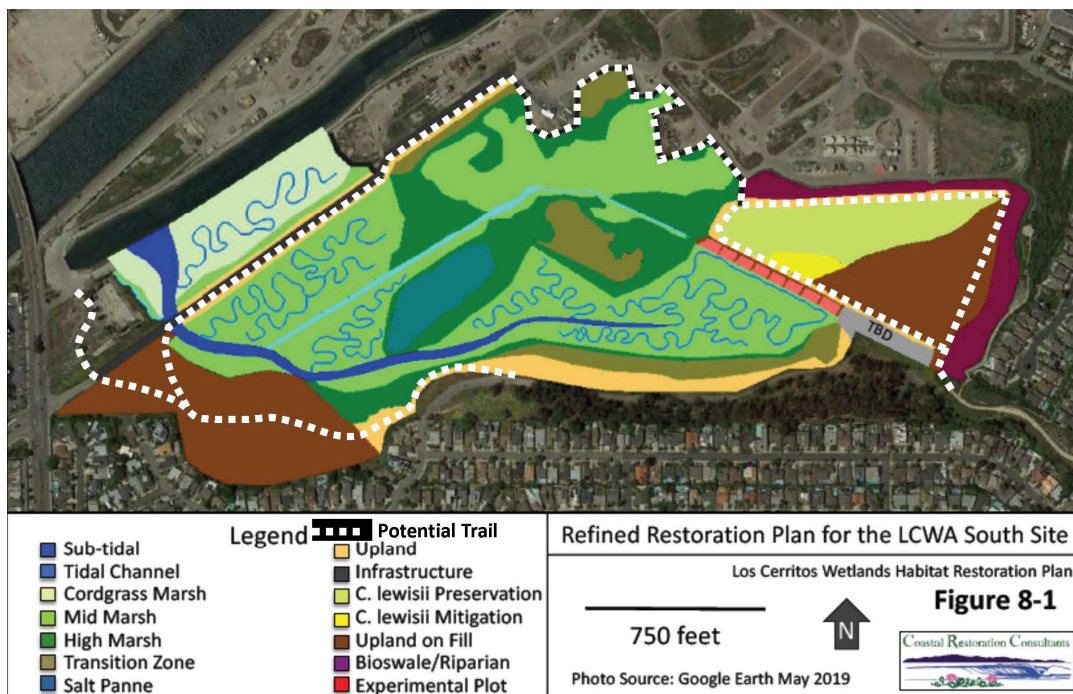 TBD
Legend
Potential Trail
Sub-tidal
Tidal Channel
Cordgrass Marsh
Mid Marsh
High Marsh
Transition Zone
Salt Panne
Upland
Infrastructure
C. lewisii Preservation
C. lewisii Mitigation
Upland on Fill
Bioswale/Riparian
Experimental Plot
Refined Restoration Plan for the LCWA South Site
Los Cerritos Wetlands Habitat Restoration Plan
Figure 8-1
750 feet
N
Photo Source: Google Earth May 2019
Coastal Restoration Consultants